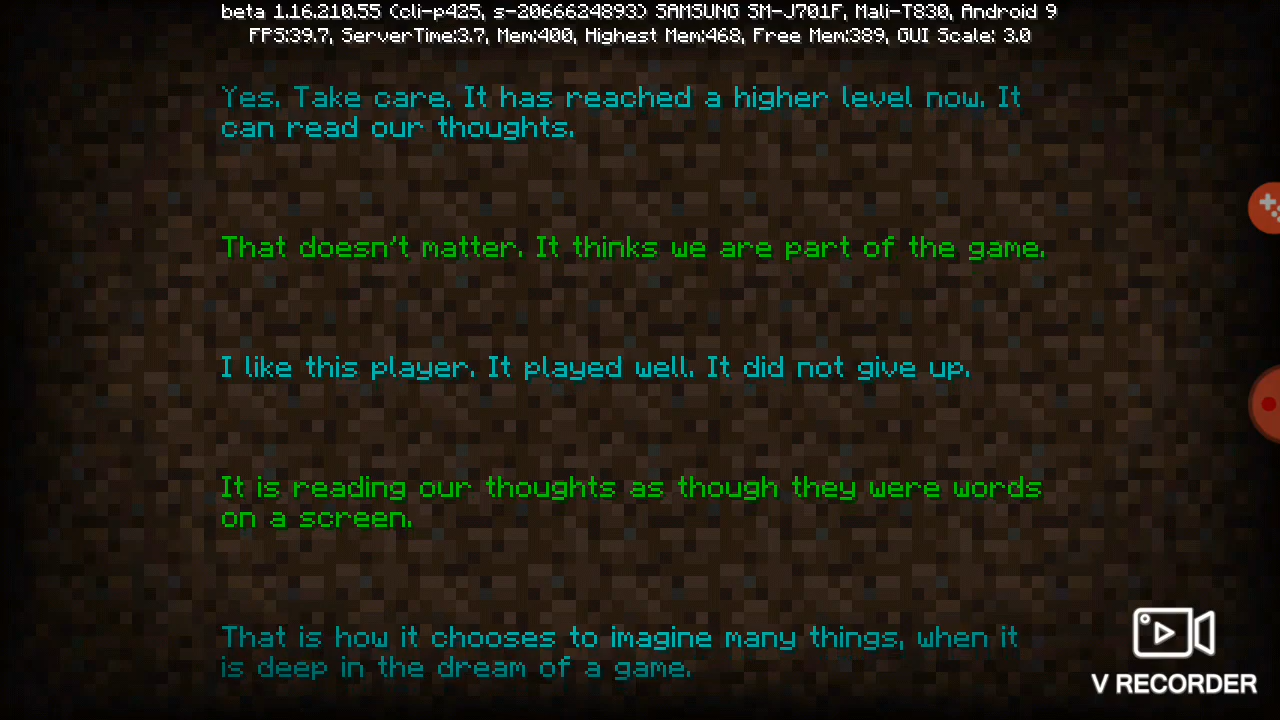 beta 1.16.210.55 (cli-p425, s-2066624893) SAMSUNG SM-J701F, Mali-T830, Android 9
FPS:39.7, ServerTime:3.7, Mem:400, Highest Mem:468, Free Mem:389, GUI Scale: 3.0
Yes. Take care. It has reached a higher level now. It
can read our thoughts.
That doesn't matter. It thinks we are part of the game.
I like this player. It played well. It did not give up.
It is reading our thoughts as though they were words
on a screen.
That is how it chooses to imagine many things, when it
is deep in the dream of a game.
V RECORDER